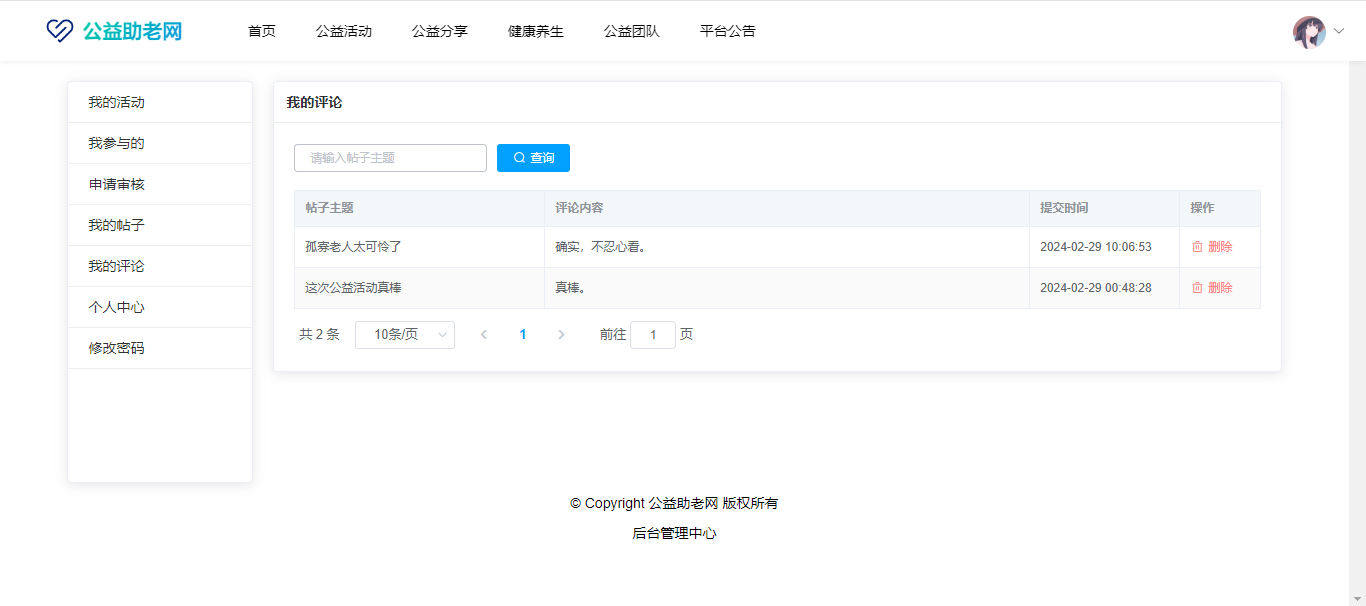 公益助老网 首页 公益活动 公益分享 健康养生 公益团队 平台公告
我的活动
我参与的
申请审核
我的帖子
我的评论
个人中心
修改密码
我的评论
请输入帖子主题 查询
帖子主题 评论内容 提交时间 操作
孤寡老人太可怜了 确实，不忍心看。 2024-02-29 10:06:53 删除
这次公益活动真棒 真棒。 2024-02-29 00:48:28 删除
共 2 条 10条/页 1 前往 1 页
© Copyright 公益助老网 版权所有
后台管理中心